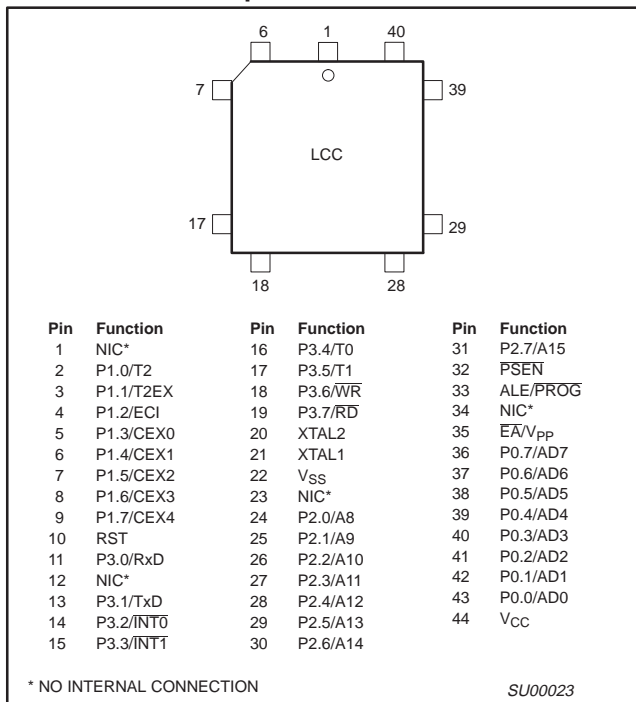 6 1 40
7 39
LCC
17 29
18 28
Pin Function Pin Function Pin Function
1 NIC* 16 P3.4/T0 31 P2.7/A15
2 P1.0/T2 17 P3.5/T1 32 P̅S̅E̅N̅
3 P1.1/T2EX 18 P3.6/W̅R̅ 33 ALE/P̅R̅O̅G̅
4 P1.2/ECI 19 P3.7/R̅D̅ 34 NIC*
5 P1.3/CEX0 20 XTAL2 35 E̅A̅/VPP
6 P1.4/CEX1 21 XTAL1 36 P0.7/AD7
7 P1.5/CEX2 22 VSS 37 P0.6/AD6
8 P1.6/CEX3 23 NIC* 38 P0.5/AD5
9 P1.7/CEX4 24 P2.0/A8 39 P0.4/AD4
10 RST 25 P2.1/A9 40 P0.3/AD3
11 P3.0/RxD 26 P2.2/A10 41 P0.2/AD2
12 NIC* 27 P2.3/A11 42 P0.1/AD1
13 P3.1/TxD 28 P2.4/A12 43 P0.0/AD0
14 P3.2/I̅N̅T̅0̅ 29 P2.5/A13 44 VCC
15 P3.3/I̅N̅T̅1̅ 30 P2.6/A14
* NO INTERNAL CONNECTION SU00023